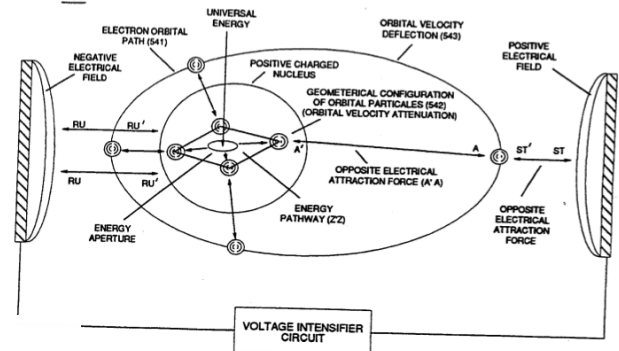 UNIVERSAL
ENERGY
ELECTRON ORBITAL
PATH (541)
ORBITAL VELOCITY
DEFLECTION (543)
NEGATIVE
ELECTRICAL
FIELD
POSITIVE CHARGED
NUCLEUS
POSITIVE
ELECTRICAL
FIELD
GEOMETERICAL CONFIGURATION
OF ORBITAL PARTICALES (542)
(ORBITAL VELOCITY ATTENUATION)
RU RU'
A' A
ST' ST
OPPOSITE ELECTRICAL
ATTRACTION FORCE (A' A)
RU RU'
ENERGY
PATHWAY (Z'Z)
OPPOSITE
ELECTRICAL
ATTRACTION
FORCE
ENERGY
APERTURE
VOLTAGE INTENSIFIER
CIRCUIT